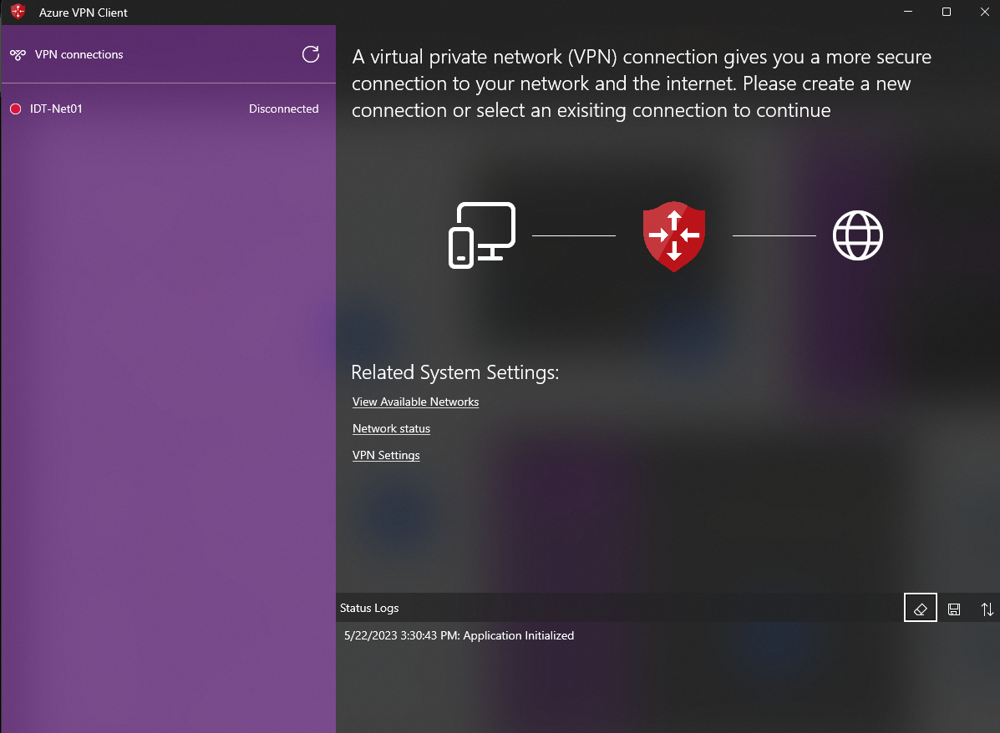 Azure VPN Client
VPN connections
IDT-Net01
Disconnected
A virtual private network (VPN) connection gives you a more secure
connection to your network and the internet. Please create a new
connection or select an exisiting connection to continue
Related System Settings:
View Available Networks
Network status
VPN Settings
Status Logs
5/22/2023 3:30:43 PM: Application Initialized